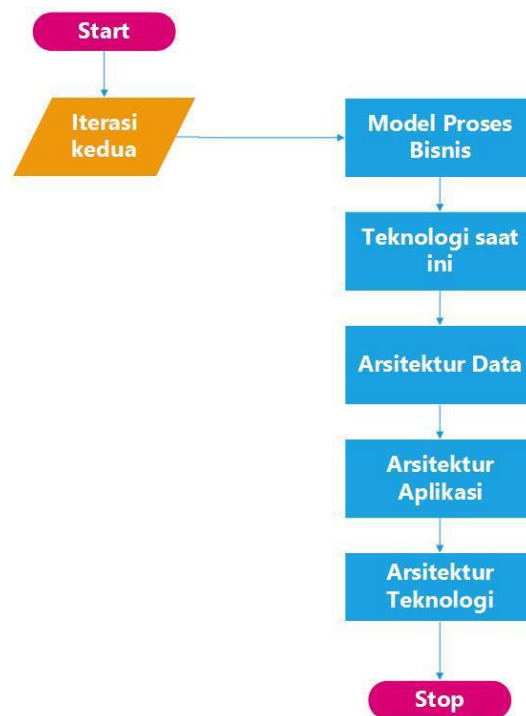 Start
Iterasi
kedua
Model Proses
Bisnis
Teknologi saat
ini
Arsitektur Data
Arsitektur
Aplikasi
Arsitektur
Teknologi
Stop